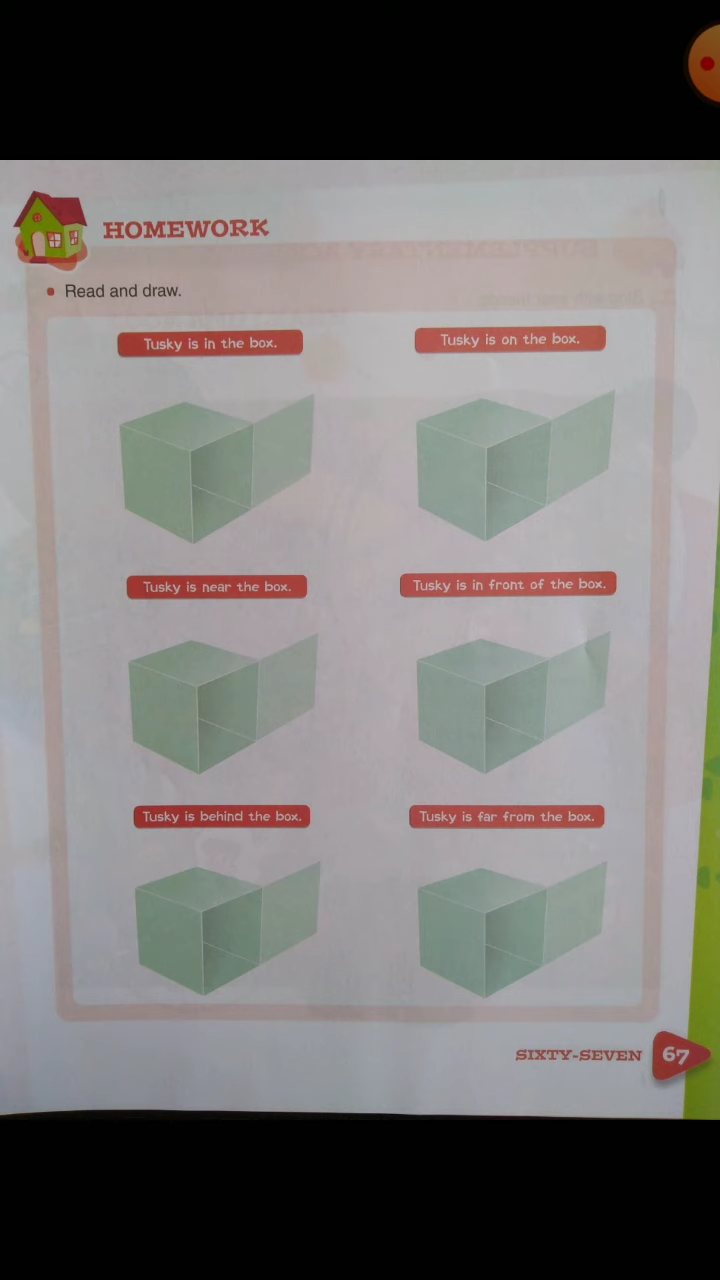 HOMEWORK
Read and draw.
Tusky is in the box.
Tusky is on the box.
Tusky is near the box.
Tusky is in front of the box.
Tusky is behind the box.
Tusky is far from the box.
SIXTY-SEVEN 67